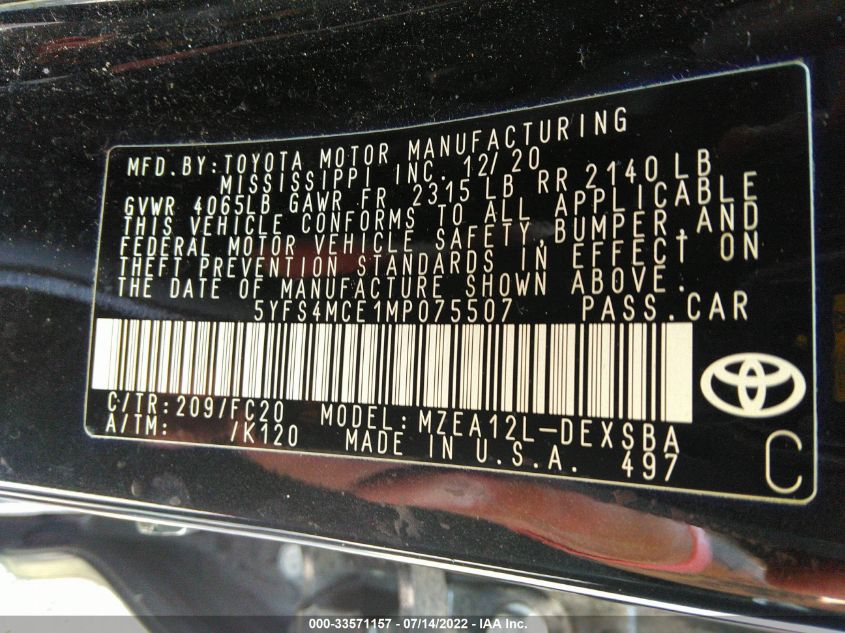 MFD.BY:TOYOTA MOTOR MANUFACTURING
MISSISSIPPI INC. 12/20
GVWR 4065LB GAWR FR 2315 LB RR 2140 LB
THIS VEHICLE CONFORMS TO ALL APPLICABLE
FEDERAL MOTOR VEHICLE SAFETY, BUMPER, AND
THEFT PREVENTION STANDARDS IN EFFECT ON
THE DATE OF MANUFACTURE SHOWN ABOVE.
5YFS4MCE1MP075507 PASS.CAR
C/TR:209/FC20 MODEL:MZEA12L-DEXSBA
A/TM: /K120 MADE IN U.S.A. 497
C
000-33571157 - 07/14/2022 - IAA Inc.